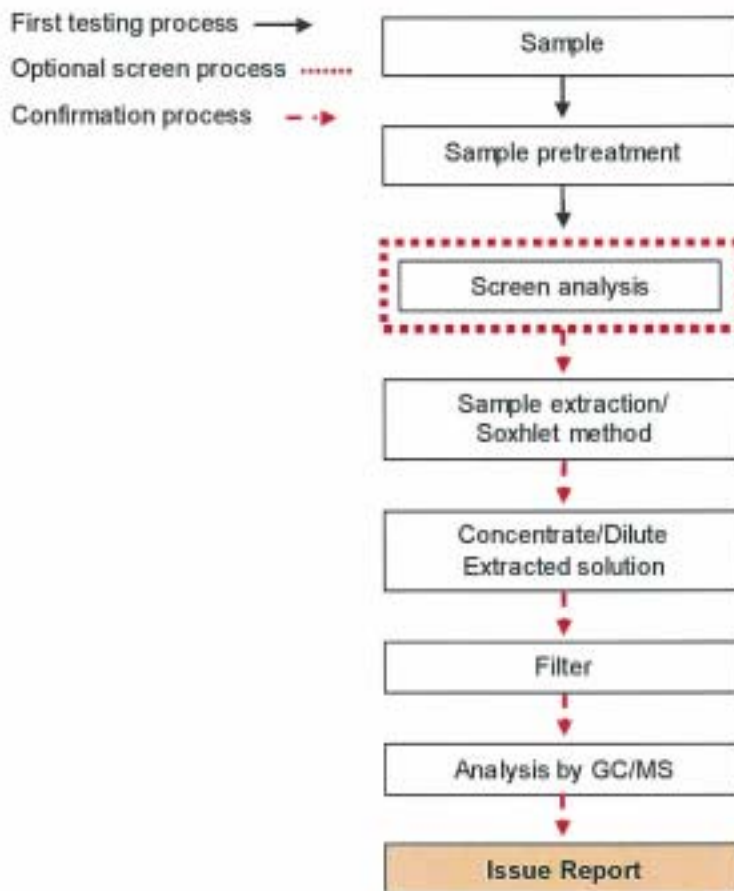 First testing process
Optional screen process
Confirmation process
Sample
Sample pretreatment
Screen analysis
Sample extraction/
Soxhlet method
Concentrate/Dilute
Extracted solution
Filter
Analysis by GC/MS
Issue Report